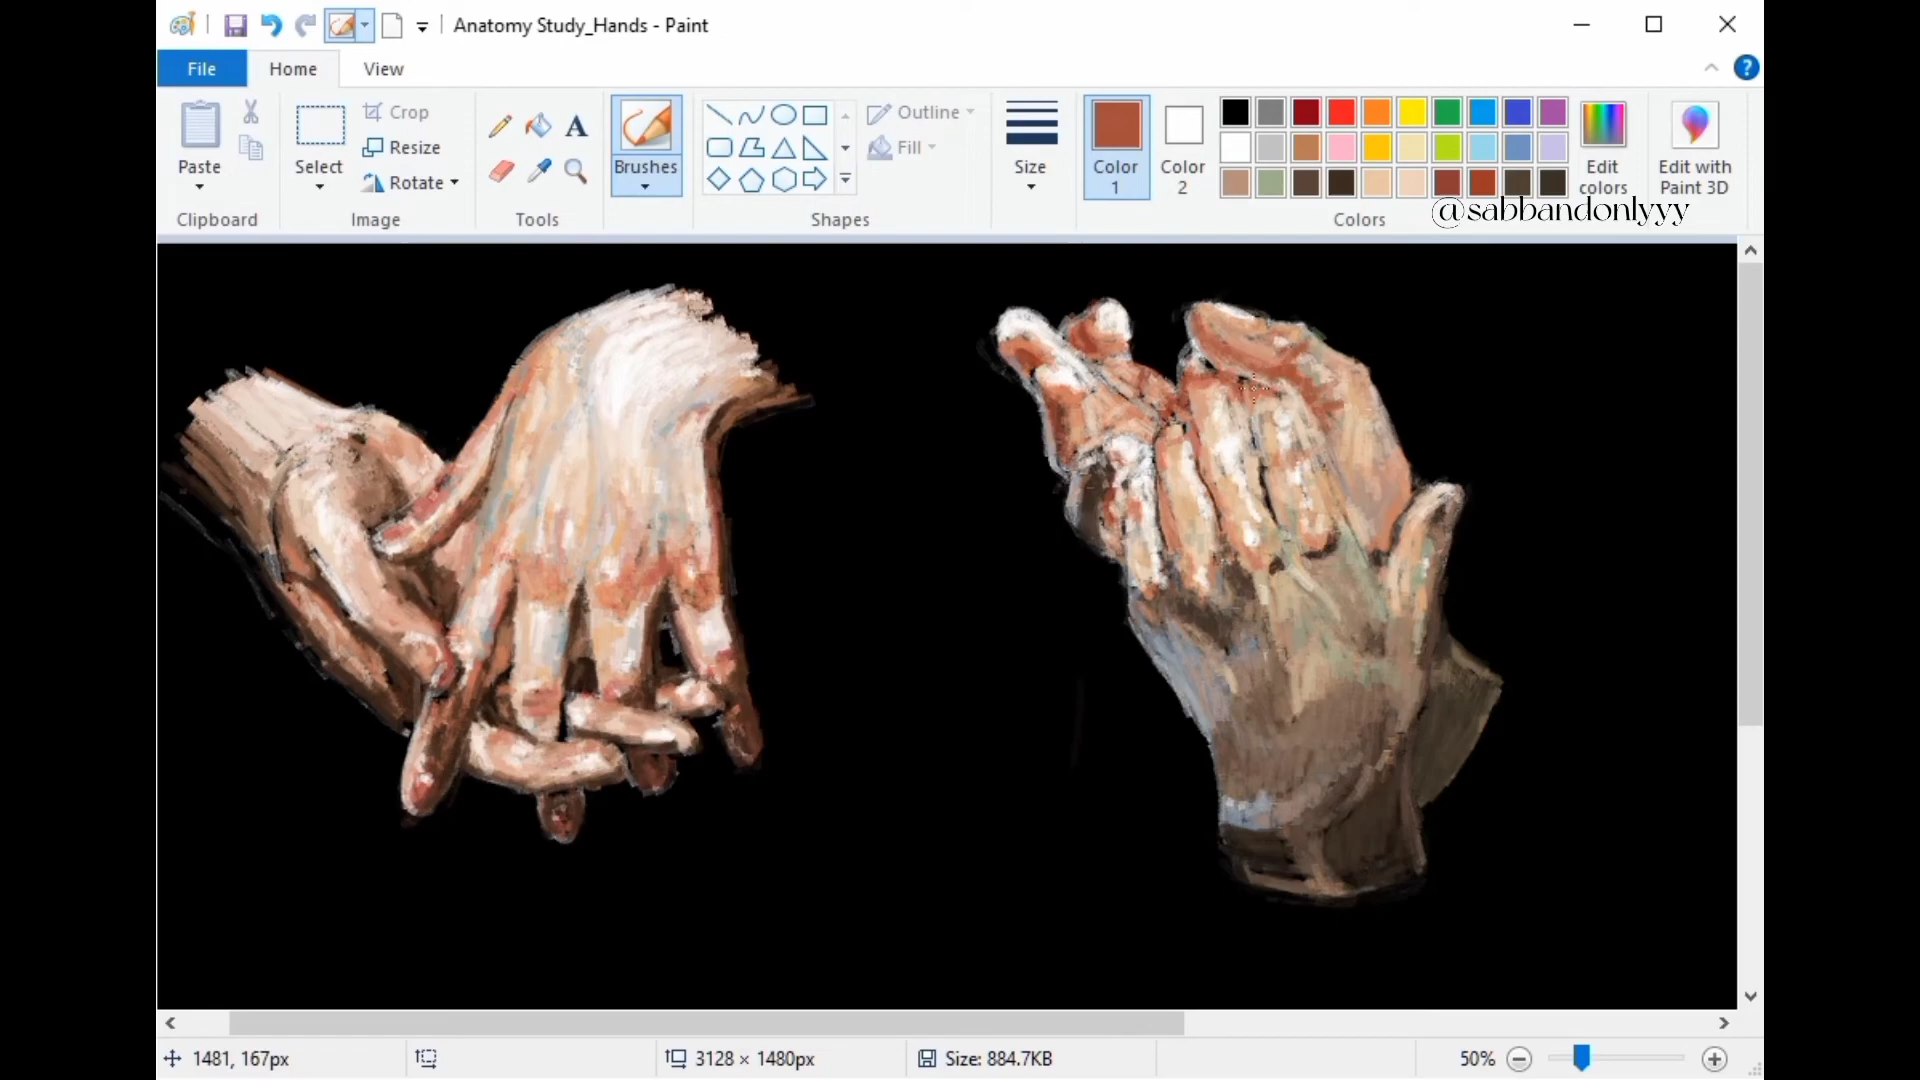 Anatomy Study_Hands - Paint
File Home View
Paste
Clipboard
Select
Crop
Resize
Rotate
Image
A
Tools
Brushes
Outline
Fill
Shapes
Size
Color 1
Color 2
Edit colors
Colors
Edit with Paint 3D
?
@sabbandonlyyy
1481, 167px
3128 × 1480px
Size: 884.7KB
50%